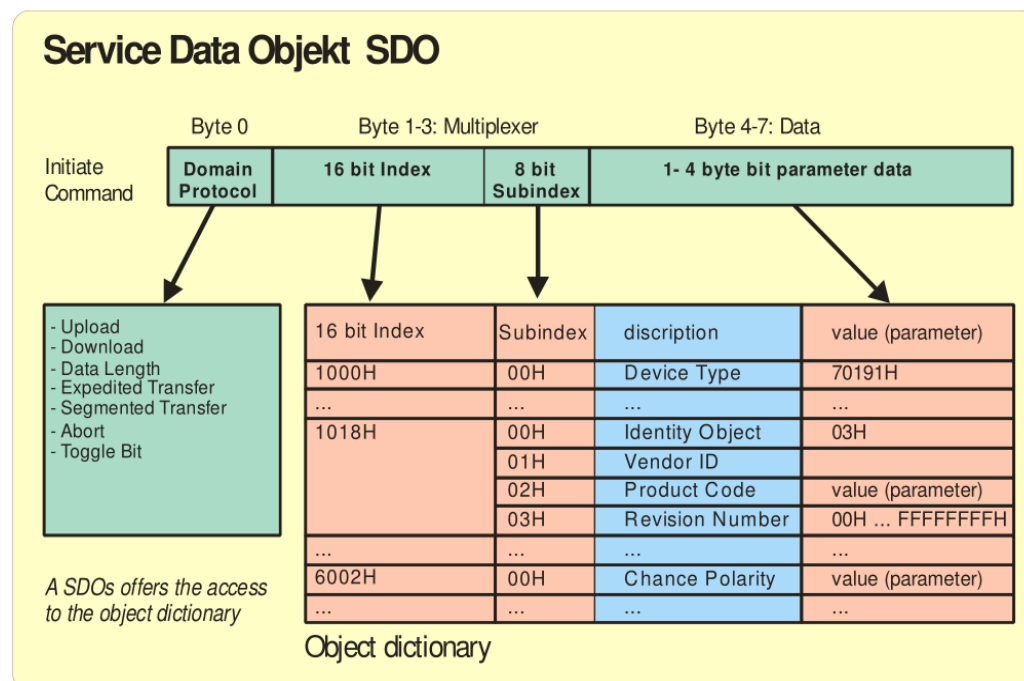 Service Data Objekt SDO
Byte 0 Byte 1-3: Multiplexer Byte 4-7: Data
Initiate
Command
Domain
Protocol
16 bit Index
8 bit
Subindex
1- 4 byte bit parameter data
- Upload
- Download
- Data Length
- Expedited Transfer
- Segmented Transfer
- Abort
- Toggle Bit
16 bit Index Subindex discription value (parameter)
1000H 00H Device Type 70191H
... ... ... ...
1018H 00H Identity Object 03H
01H Vendor ID
02H Product Code value (parameter)
03H Revision Number 00H ... FFFFFFFFH
... ... ... ...
6002H 00H Chance Polarity value (parameter)
... ... ... ...
A SDOs offers the access
to the object dictionary
Object dictionary